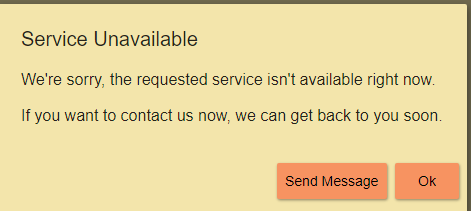 Service Unavailable
We're sorry, the requested service isn't available right now.
If you want to contact us now, we can get back to you soon.
Send Message
Ok